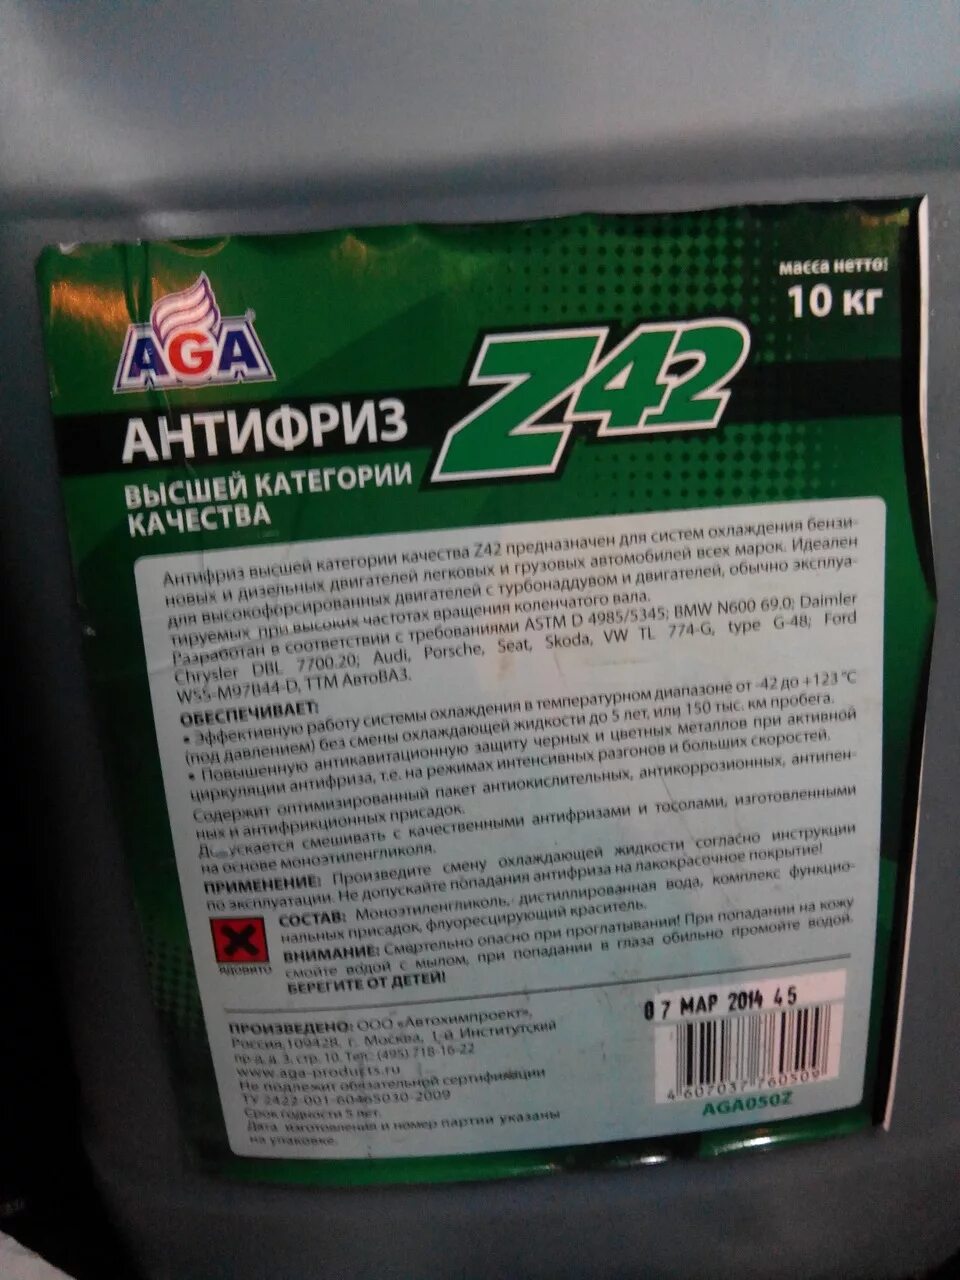 масса нетто:
10 кг
AGA
Z42
АНТИФРИЗ
ВЫСШЕЙ КАТЕГОРИИ
КАЧЕСТВА
Антифриз высшей категории качества Z42 предназначен для систем охлаждения бензи-
новых и дизельных двигателей легковых и грузовых автомобилей всех марок. Идеален
для высокофорсированных двигателей с турбонаддувом и двигателей, обычно эксплуа-
тируемых при высоких частотах вращения коленчатого вала.
Разработан в соответствии с требованиями ASTM D 4985/5345; BMW N600 69.0; Daimler
Chrysler DBL 7700.20; Audi, Porsche, Seat, Skoda, VW TL 774-G, type G-48; Ford
WSS-M97B44-D, ТТМ АвтоВАЗ.
ОБЕСПЕЧИВАЕТ:
• Эффективную работу системы охлаждения в температурном диапазоне от -42 до +123 °C
(под давлением) без смены охлаждающей жидкости до 5 лет, или 150 тыс. км пробега.
• Повышенную антикавитационную защиту черных и цветных металлов при активной
циркуляции антифриза, т.е. на режимах интенсивных разгонов и больших скоростей.
Содержит оптимизированный пакет антиокислительных, антикоррозионных, антипен-
ных и антифрикционных присадок.
Допускается смешивать с качественными антифризами и тосолами, изготовленными
на основе моноэтиленгликоля.
ПРИМЕНЕНИЕ: Произведите смену охлаждающей жидкости согласно инструкции
по эксплуатации. Не допускайте попадания антифриза на лакокрасочное покрытие!
СОСТАВ: Моноэтиленгликоль, дистиллированная вода, комплекс функцио-
нальных присадок, флуоресцирующий краситель.
ВНИМАНИЕ: Смертельно опасно при проглатывании! При попадании на кожу
смойте водой с мылом, при попадании в глаза обильно промойте водой.
БЕРЕГИТЕ ОТ ДЕТЕЙ!
ядовито
ПРОИЗВЕДЕНО: ООО «Автохимпроект»,
Россия, 109428, г. Москва, 1-й Институтский
пр-д, д. 3, стр. 10. Тел.: (495) 718-16-22
www.aga-products.ru
Не подлежит обязательной сертификации
ТУ 2422-001-60465030-2009
Срок годности 5 лет.
Дата изготовления и номер партии указаны
на упаковке.
07 МАР 2014 45
4 607037 760509
AGA050Z